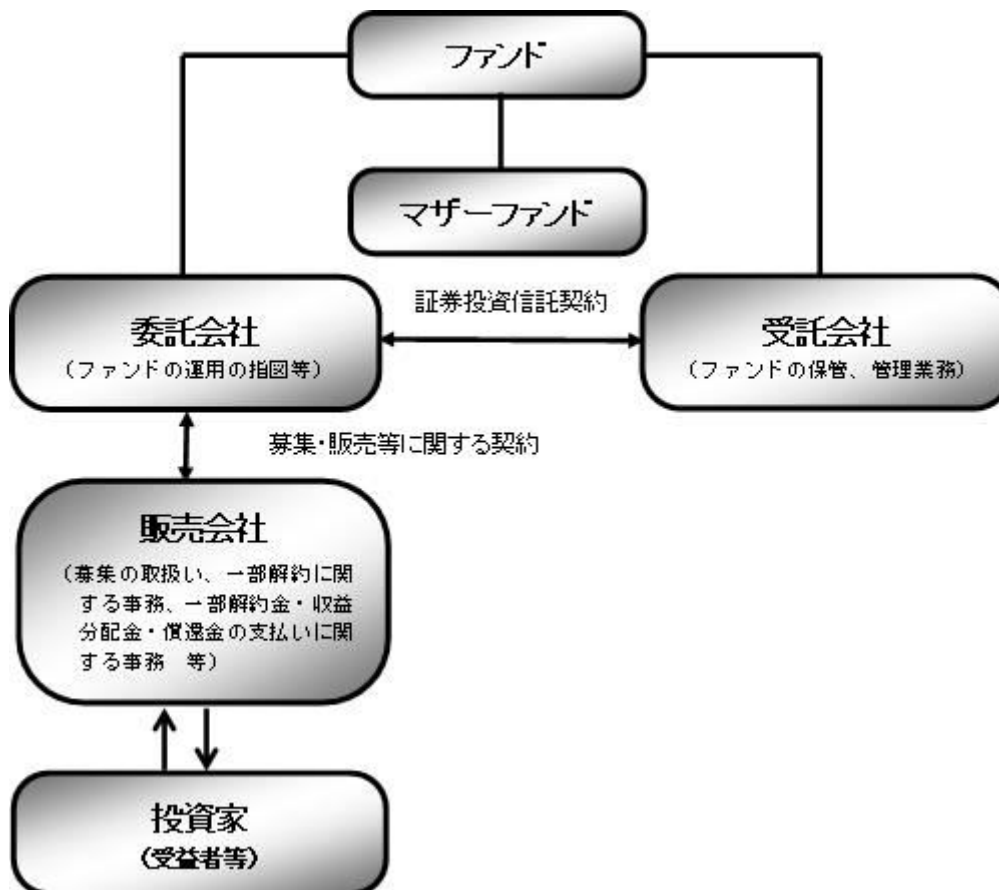 ファンド
マザーファンド
証券投資信託契約
委託会社
(ファンドの運用の指図等)
受託会社
(ファンドの保管、管理業務)
募集・販売等に関する契約
販売会社
(募集の取扱い、一部解約に関
する事務、一部解約金・収益
分配金・償還金の支払いに関
する事務 等)
投資家
(受益者等)